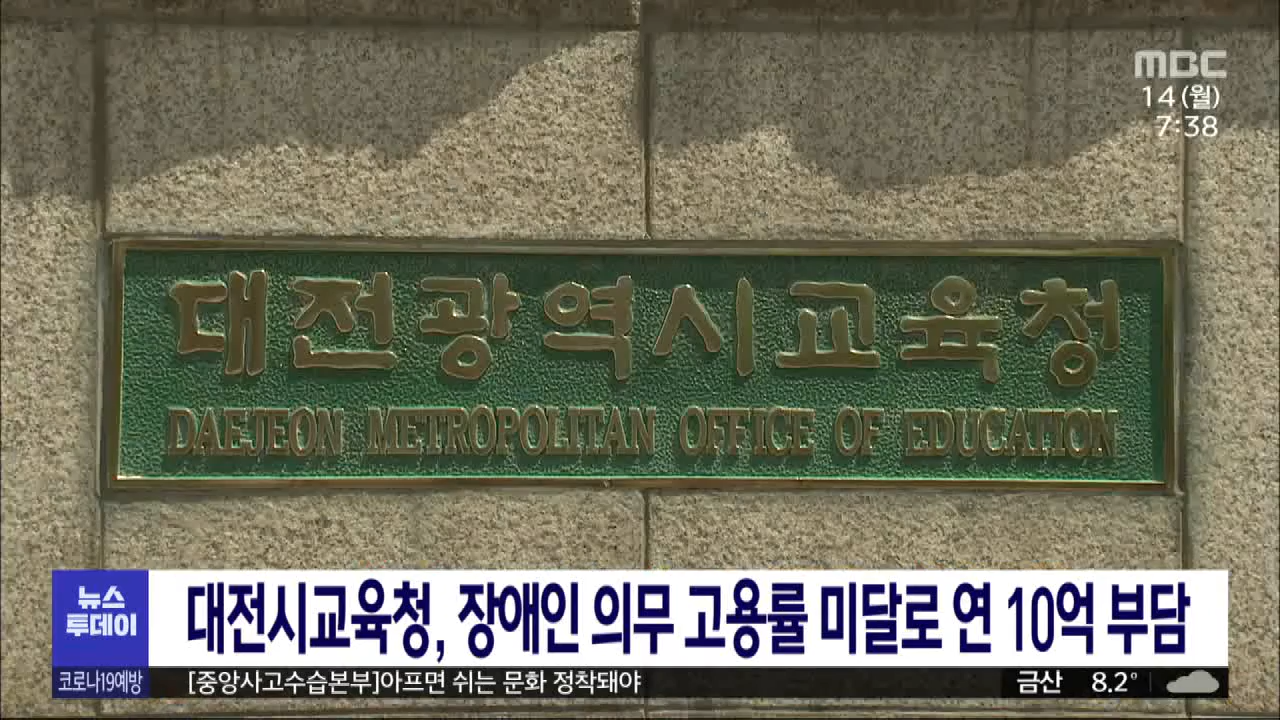 MBC
14(월)
7:38
대전광역시교육청
DAEJEON METROPOLITAN OFFICE OF EDUCATION
뉴스
투데이
대전시교육청, 장애인 의무 고용률 미달로 연 10억 부담
코로나19예방 [중앙사고수습본부]아프면 쉬는 문화 정착돼야 금산 8.2°